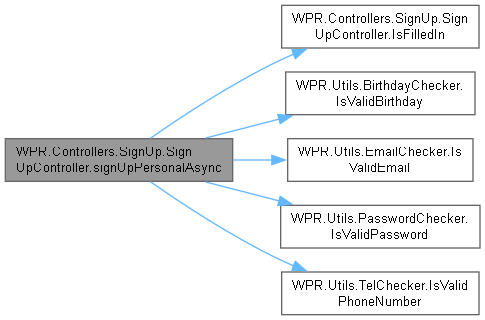 WPR.Controllers.SignUp.Sign
UpController.IsFilledIn
WPR.Utils.BirthdayChecker.
IsValidBirthday
WPR.Controllers.SignUp.Sign
UpController.signUpPersonalAsync
WPR.Utils.EmailChecker.Is
ValidEmail
WPR.Utils.PasswordChecker.
IsValidPassword
WPR.Utils.TelChecker.IsValid
PhoneNumber